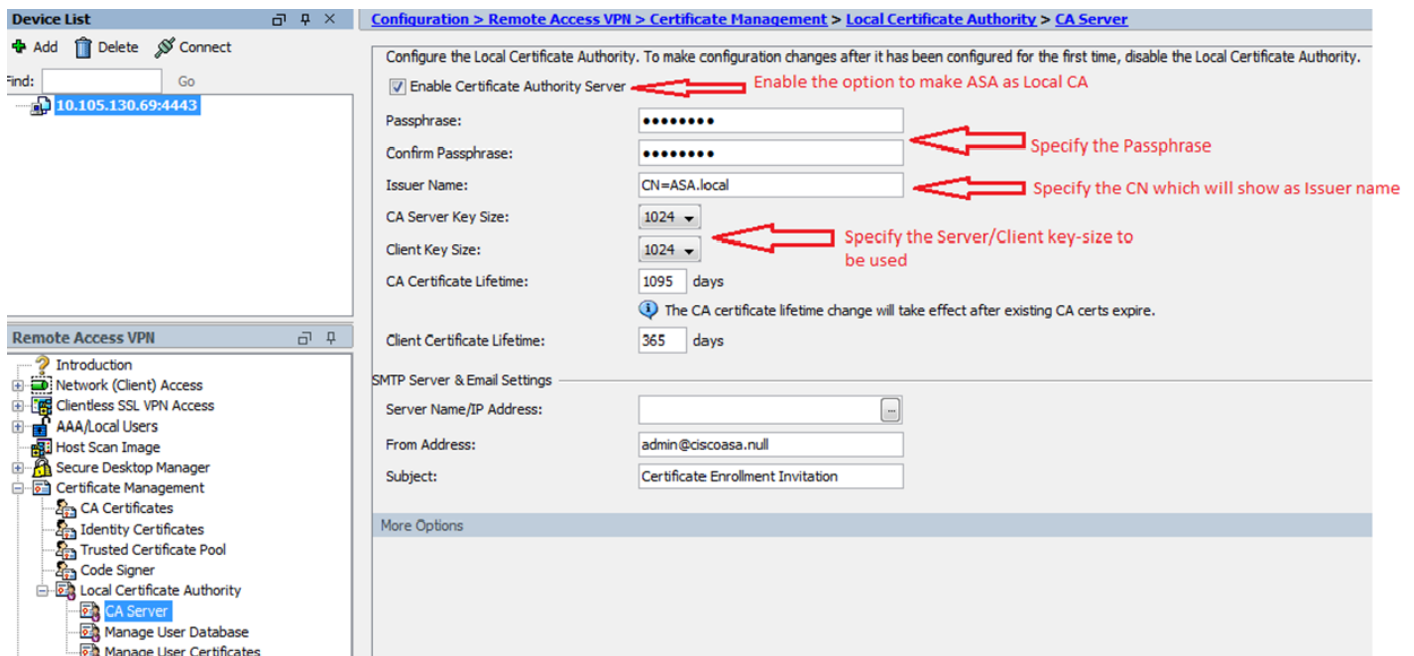 Device List
Add Delete Connect
Find: Go
10.105.130.69:4443
Remote Access VPN
Introduction
Network (Client) Access
Clientless SSL VPN Access
AAA/Local Users
Host Scan Image
Secure Desktop Manager
Certificate Management
CA Certificates
Identity Certificates
Trusted Certificate Pool
Code Signer
Local Certificate Authority
CA Server
Manage User Database
Manage User Certificates
Configuration > Remote Access VPN > Certificate Management > Local Certificate Authority > CA Server
Configure the Local Certificate Authority. To make configuration changes after it has been configured for the first time, disable the Local Certificate Authority.
Enable Certificate Authority Server
Enable the option to make ASA as Local CA
Passphrase: ••••••••
Confirm Passphrase: ••••••••
Specify the Passphrase
Issuer Name: CN=ASA.local
Specify the CN which will show as Issuer name
CA Server Key Size: 1024
Client Key Size: 1024
Specify the Server/Client key-size to
be used
CA Certificate Lifetime: 1095 days
The CA certificate lifetime change will take effect after existing CA certs expire.
Client Certificate Lifetime: 365 days
SMTP Server & Email Settings
Server Name/IP Address: ...
From Address: admin@ciscoasa.null
Subject: Certificate Enrollment Invitation
More Options